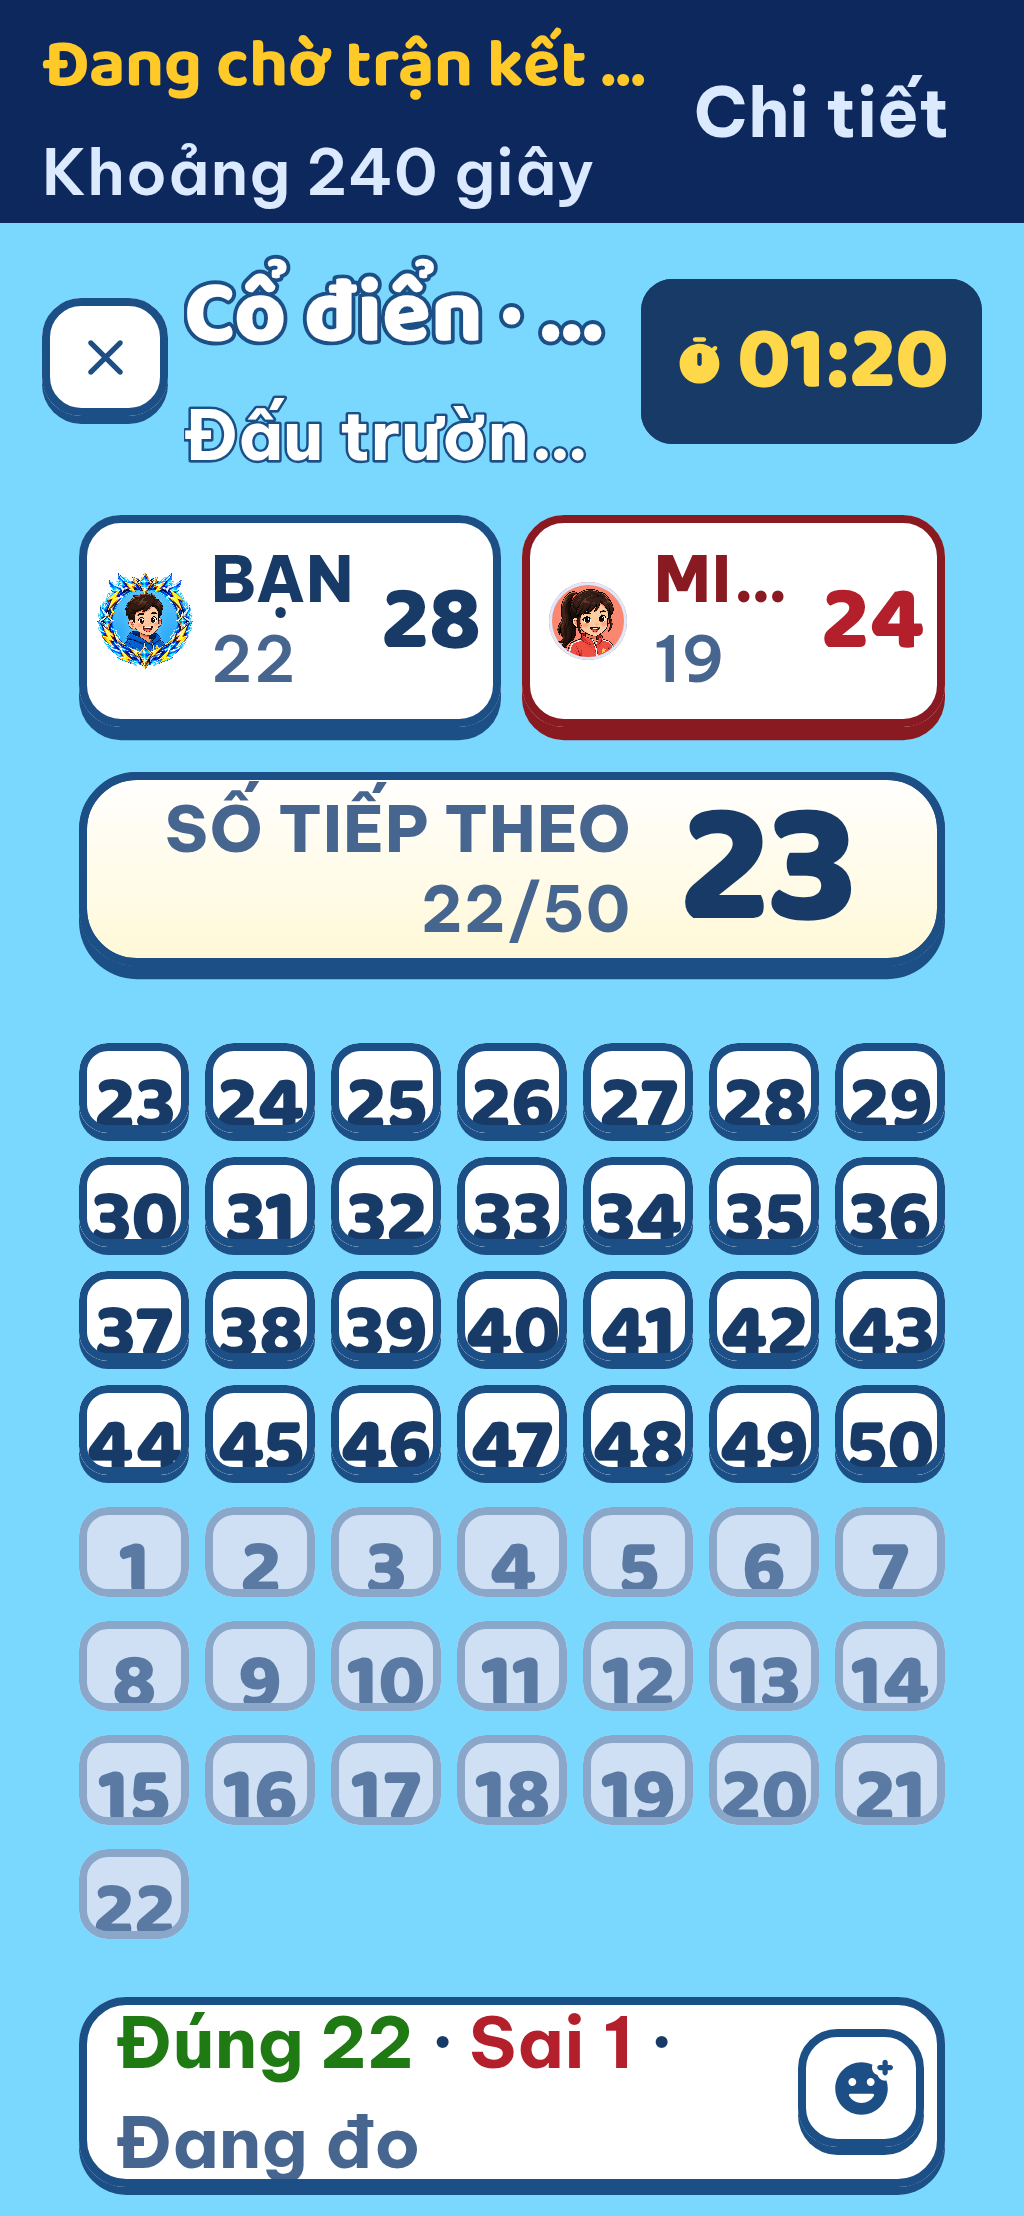 Đang chờ trận kết ...
Khoảng 240 giây
Chi tiết
Cổ điển · ...
Đấu trườn...
01:20
BẠN
22
28
MI...
19
24
SỐ TIẾP THEO
22/50
23
23 24 25 26 27 28 29
30 31 32 33 34 35 36
37 38 39 40 41 42 43
44 45 46 47 48 49 50
1 2 3 4 5 6 7
8 9 10 11 12 13 14
15 16 17 18 19 20 21
22
Đúng 22 · Sai 1 ·
Đang đo